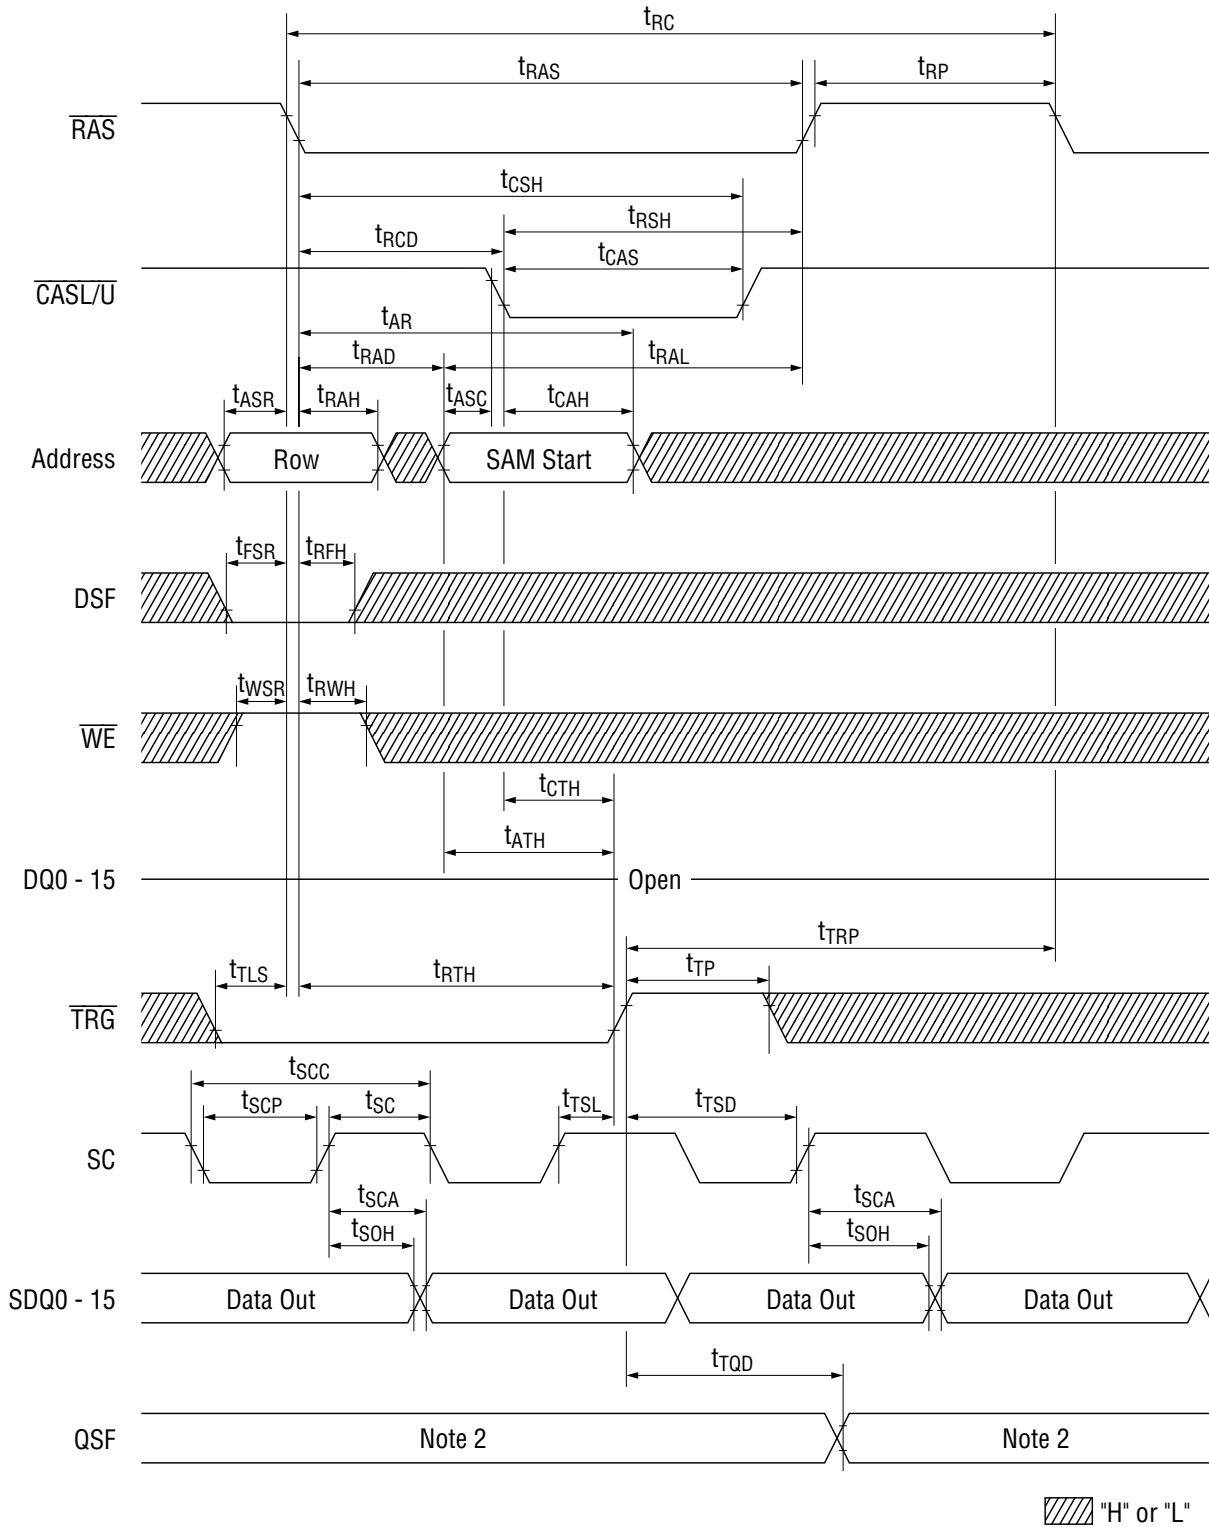 tRC
tRAS tRP
RAS
tCSH
tRSH
tRCD
tCAS
CASL/U
tAR
tRAD tRAL
tASR tRAH tASC tCAH
Address Row SAM Start
tFSR tRFH
DSF
tWSR tRWH
WE
tCTH
tATH
DQ0 - 15 Open
tTRP
tTLS tRTH tTP
TRG
tSCC
tSCP tSC tTSL tTSD
SC
tSCA tSCA
tSOH tSOH
SDQ0 - 15 Data Out Data Out Data Out Data Out
tTQD
QSF Note 2 Note 2
"H" or "L"